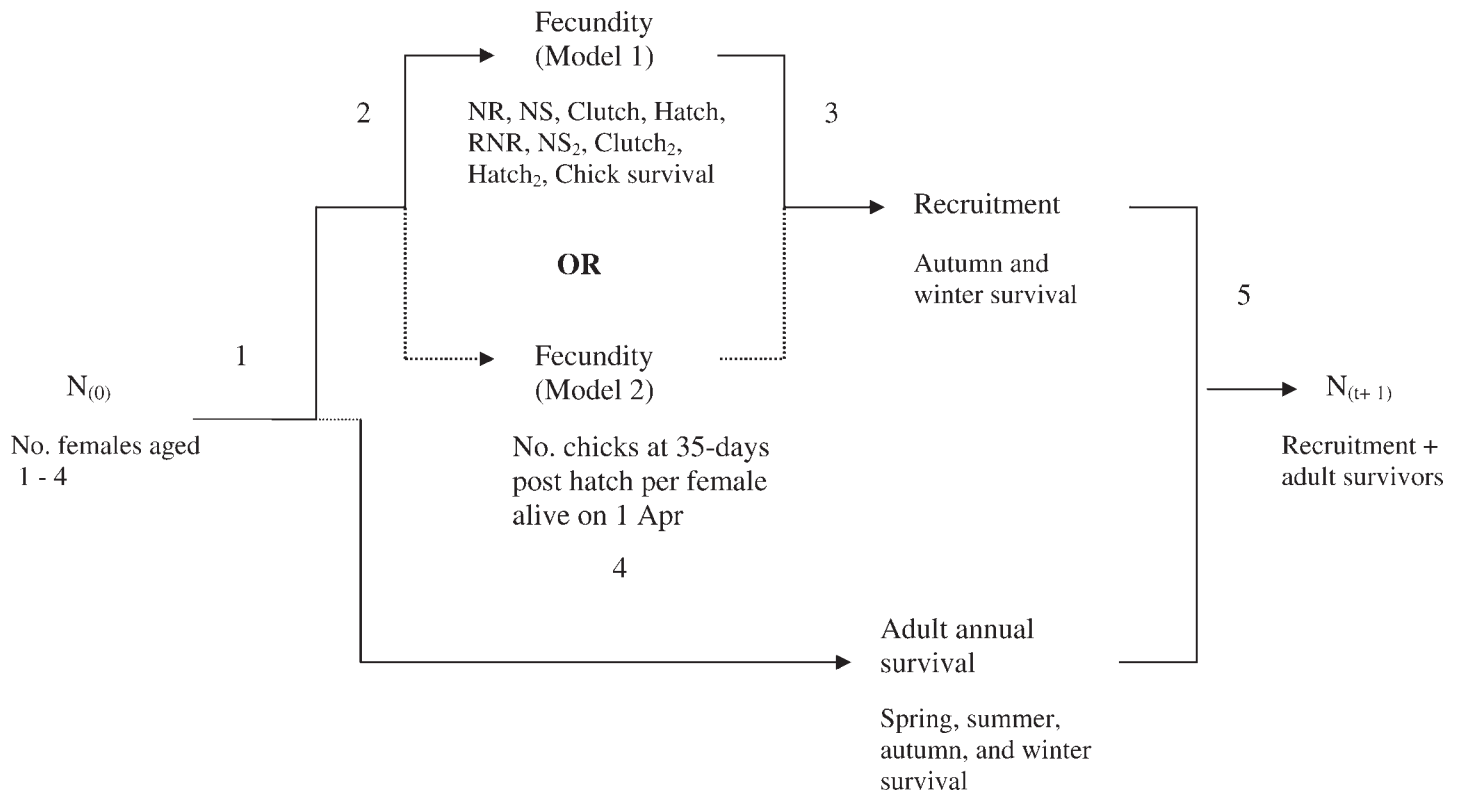 Fecundity
(Model 1)
2
NR, NS, Clutch, Hatch,
RNR, NS₂, Clutch₂,
Hatch₂, Chick survival
3
Recruitment
OR
Autumn and
winter survival
5
1
Fecundity
(Model 2)
N₍₀₎
N₍t+ 1₎
No. females aged
1 - 4
No. chicks at 35-days
post hatch per female
alive on 1 Apr
Recruitment +
adult survivors
4
Adult annual
survival
Spring, summer,
autumn, and winter
survival